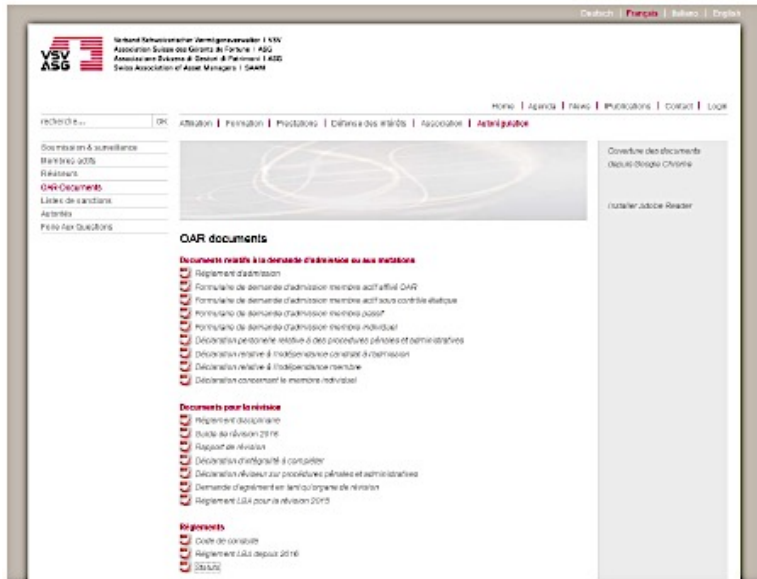 Deutsch | Français | Italiano | English
Verband Schweizerischer Vermögensverwalter | VSV
Association Suisse des Gérants de Fortune | ASG
Associazione Svizzera di Gestori di Patrimoni | ASG
Swiss Association of Asset Managers | SAAM
VSV
ASG
Home | Agenda | News | Publications | Contact | Login
recherche... OK
Affiliation | Formation | Prestations | Défense des intérêts | Association | Autorégulation
Soumission & surveillance
Membres actifs
Réviseurs
OAR-Documents
Listes de sanctions
Autorités
Foire Aux Questions
Ouverture des documents
depuis Google Chrome
Installer Adobe Reader
OAR documents
Documents relatifs à la demande d'admission ou aux mutations
Règlement d'admission
Formulaire de demande d'admission membre actif affilié OAR
Formulaire de demande d'admission membre actif sous contrôle étatique
Formulaire de demande d'admission membre passif
Formulaire de demande d'admission membre individuel
Déclaration personelle relative à des procédures pénales et administratives
Déclaration relative à l'indépendance candidat à l'admission
Déclaration relative à l'indépendance membre
Déclaration concernant le membre individuel
Documents pour la révision
Règlement disciplinaire
Guide de révision 2016
Rapport de révision
Déclaration d'intégralité à compléter
Déclaration réviseur sur procédures pénales et administratives
Demande d'agrément en tant qu'organe de révision
Règlement LBA pour la révision 2015
Règlements
Code de conduite
Règlement LBA depuis 2016
Statuts